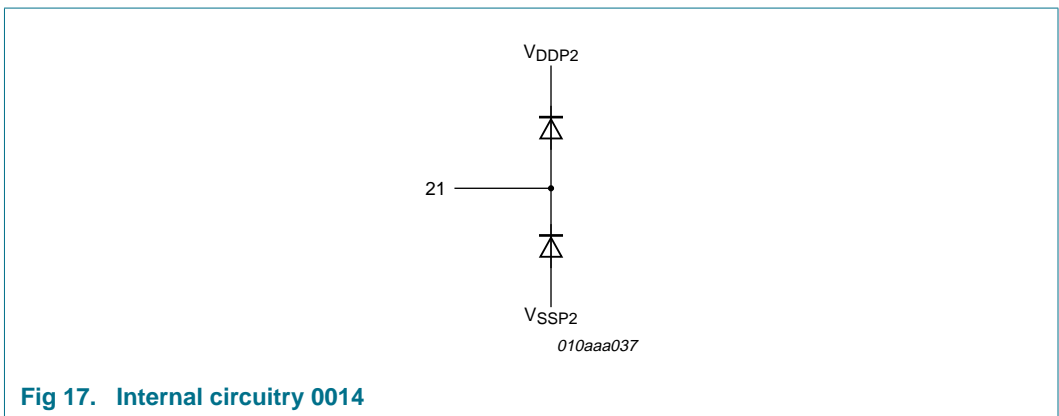 VDDP2
21
VSSP2
010aaa037
Fig 17. Internal circuitry 0014